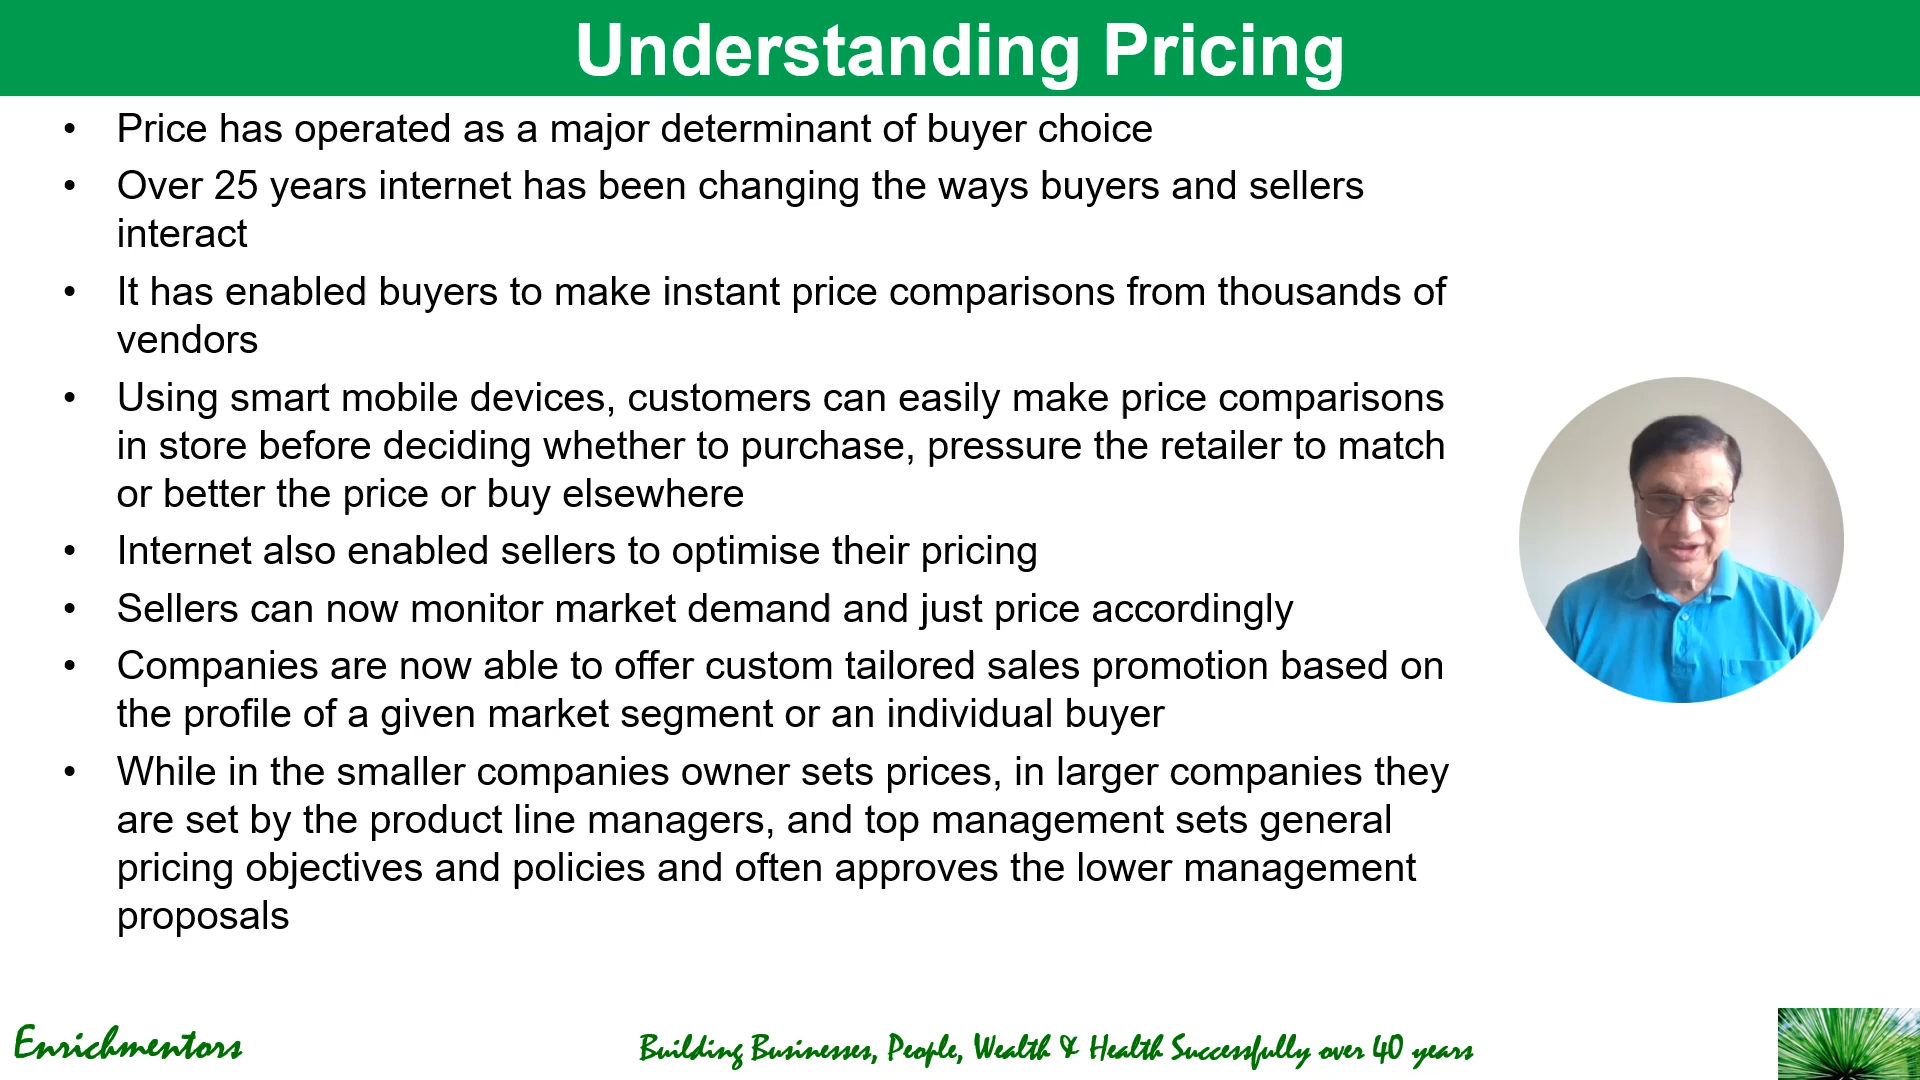 Understanding Pricing
• Price has operated as a major determinant of buyer choice
• Over 25 years internet has been changing the ways buyers and sellers
interact
• It has enabled buyers to make instant price comparisons from thousands of
vendors
• Using smart mobile devices, customers can easily make price comparisons
in store before deciding whether to purchase, pressure the retailer to match
or better the price or buy elsewhere
• Internet also enabled sellers to optimise their pricing
• Sellers can now monitor market demand and just price accordingly
• Companies are now able to offer custom tailored sales promotion based on
the profile of a given market segment or an individual buyer
• While in the smaller companies owner sets prices, in larger companies they
are set by the product line managers, and top management sets general
pricing objectives and policies and often approves the lower management
proposals
Enrichmentors
Building Businesses, People, Wealth & Health Successfully over 40 years